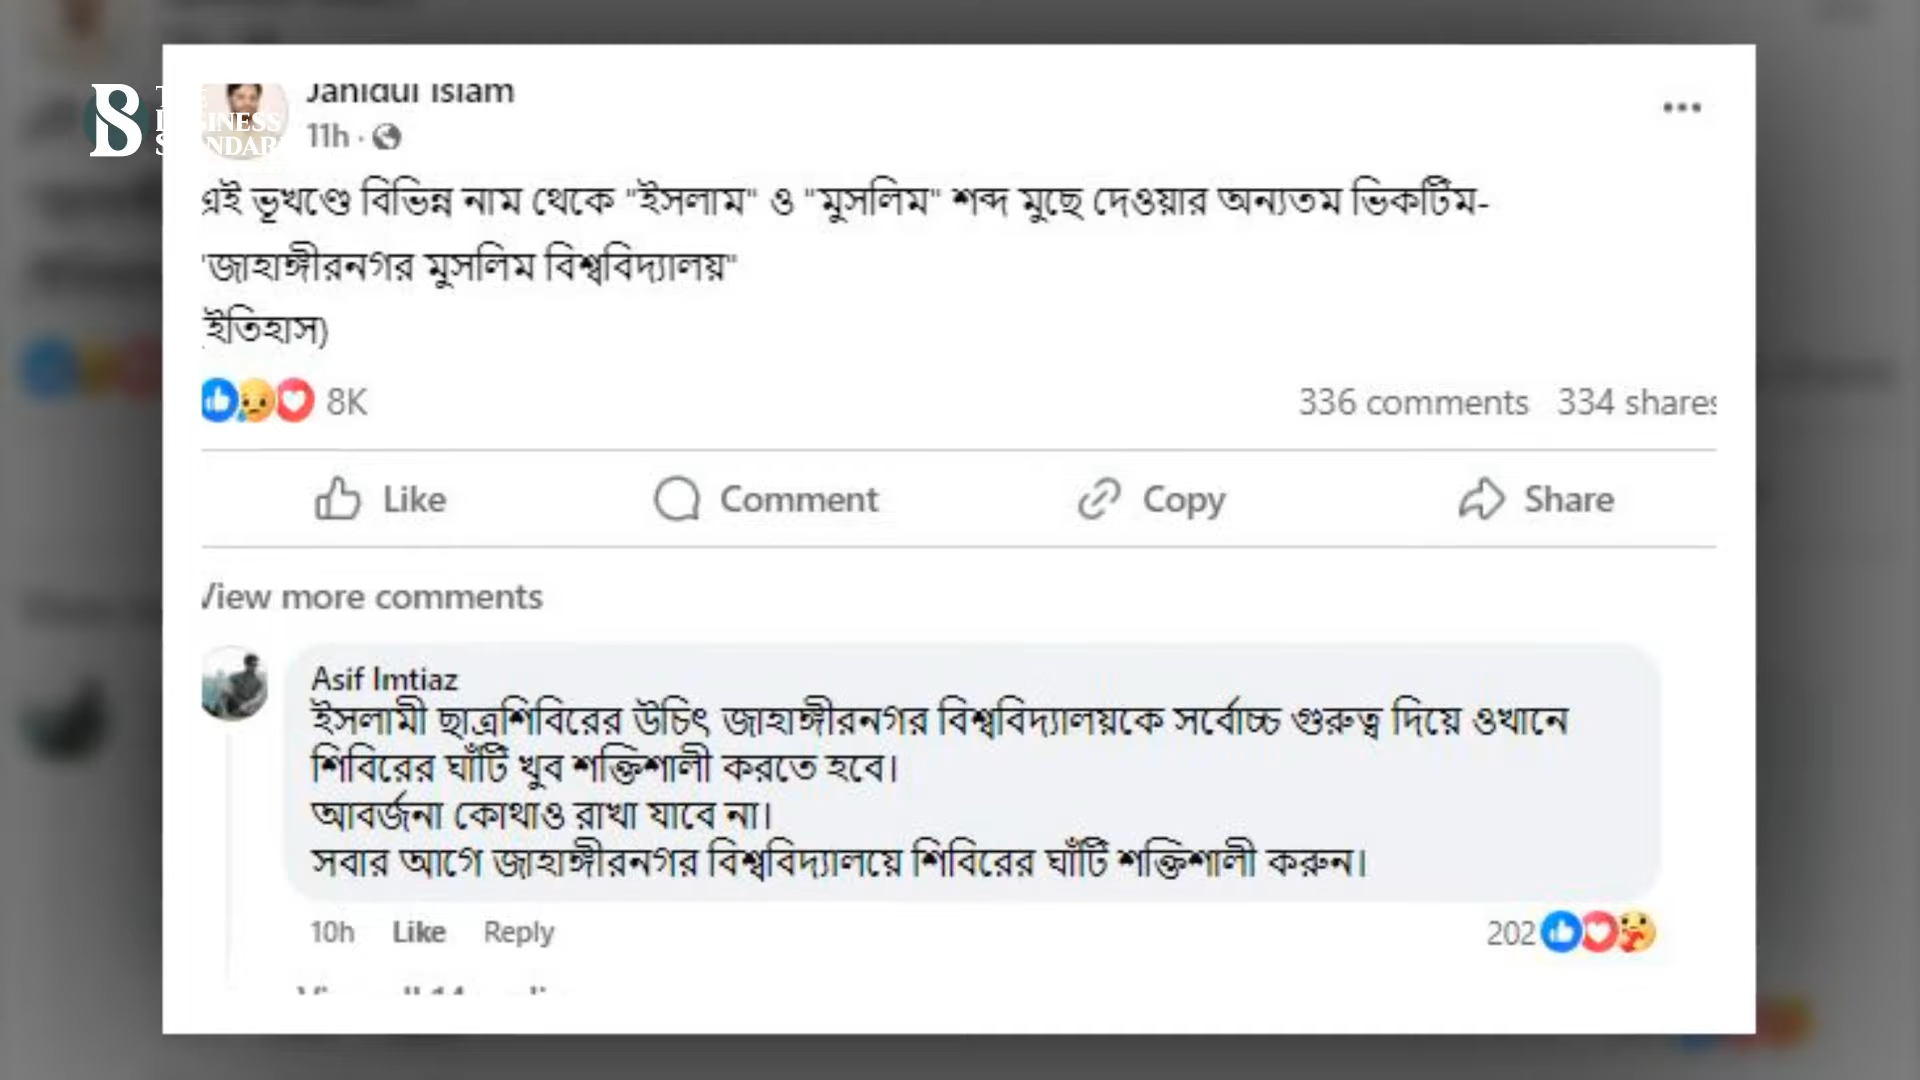 Jahidul Islam
11h
এই ভূখণ্ডে বিভিন্ন নাম থেকে "ইসলাম" ও "মুসলিম" শব্দ মুছে দেওয়ার অন্যতম ভিকটিম-
"জাহাঙ্গীরনগর মুসলিম বিশ্ববিদ্যালয়"
(ইতিহাস)
8K 336 comments 334 shares
Like Comment Copy Share
View more comments
Asif Imtiaz
ইসলামী ছাত্রশিবিরের উচিৎ জাহাঙ্গীরনগর বিশ্ববিদ্যালয়কে সর্বোচ্চ গুরুত্ব দিয়ে ওখানে
শিবিরের ঘাঁটি খুব শক্তিশালী করতে হবে।
আবর্জনা কোথাও রাখা যাবে না।
সবার আগে জাহাঙ্গীরনগর বিশ্ববিদ্যালয়ে শিবিরের ঘাঁটি শক্তিশালী করুন।
10h Like Reply 202